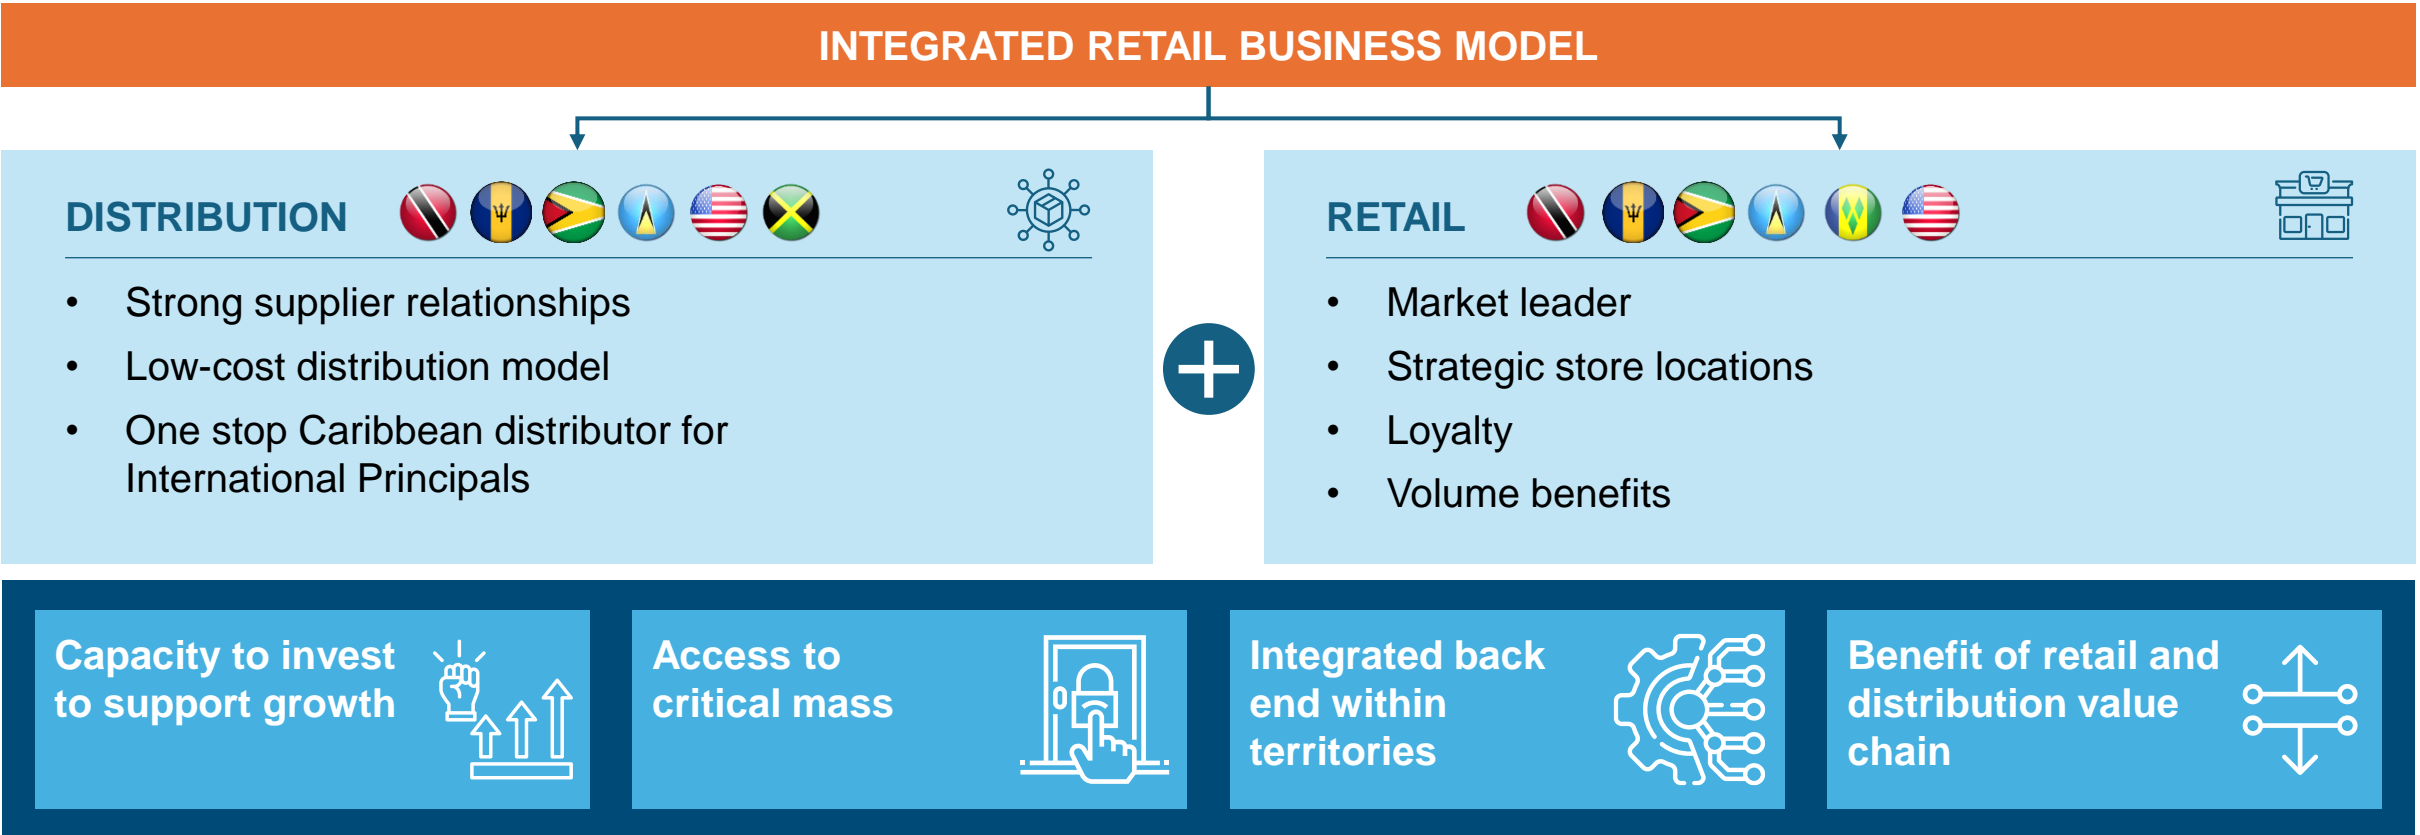 INTEGRATED RETAIL BUSINESS MODEL
DISTRIBUTION
• Strong supplier relationships
• Low-cost distribution model
• One stop Caribbean distributor for
International Principals
RETAIL
• Market leader
• Strategic store locations
• Loyalty
• Volume benefits
Capacity to invest
to support growth
Access to
critical mass
Integrated back
end within
territories
Benefit of retail and
distribution value
chain